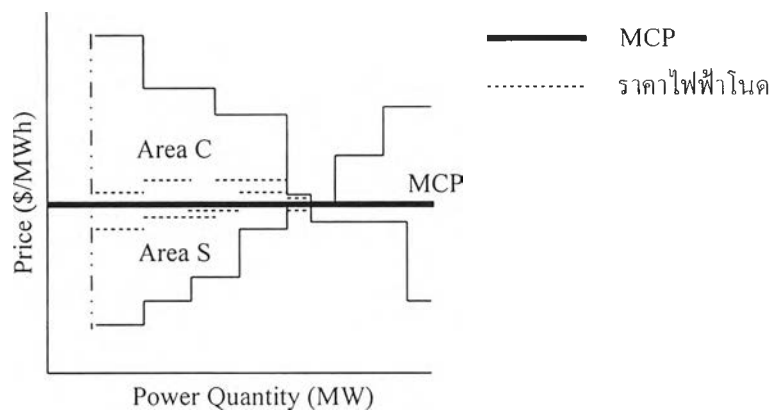 MCP
ราคาไฟฟ้าโนด
Price ($/MWh)
Area C
MCP
Area S
Power Quantity (MW)